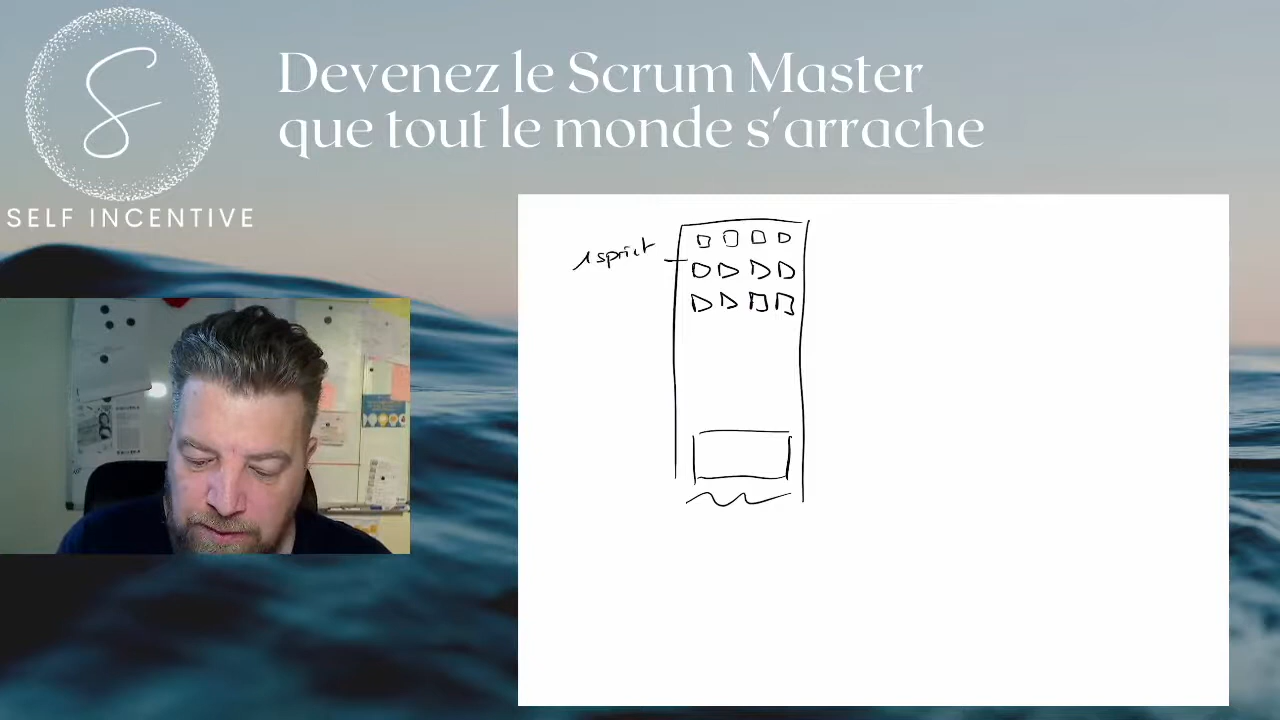 Devenez le Scrum Master
que tout le monde s'arrache
SELF INCENTIVE
1 sprint